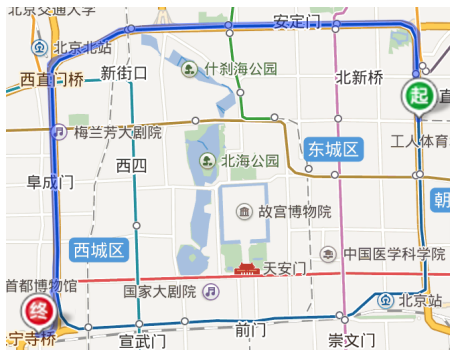 北京交通大学
安定门
北京北站
西直门桥
新街口
什刹海公园
北新桥
起
直
梅兰芳大剧院
工人体育
东城区
西四
北海公园
阜成门
朝
故宫博物院
西城区
中国医学科学院
天安门
首都博物馆
国家大剧院
北京站
终
宁寺桥
宣武门
前门
崇文门